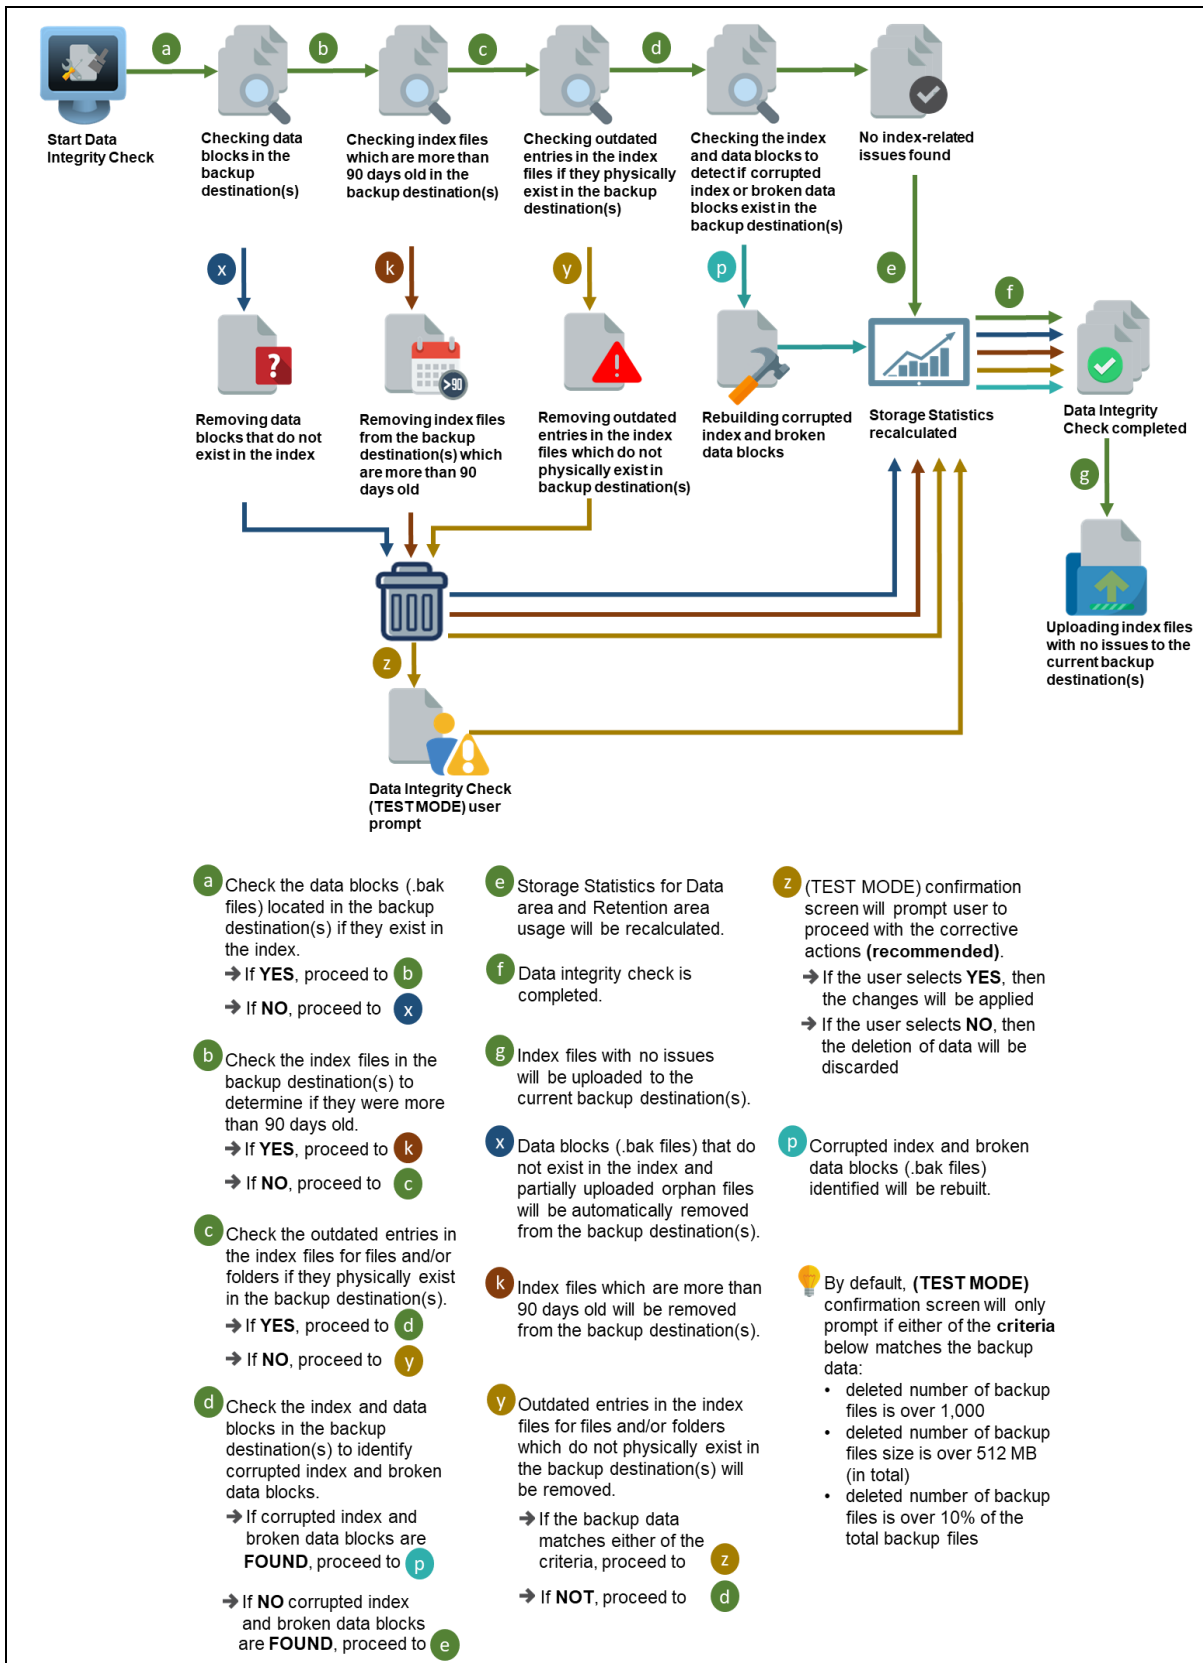 a
b
c
d
Start Data
Integrity Check
Checking data
blocks in the
backup
destination(s)
Checking index files
which are more than
90 days old in the
backup destination(s)
Checking outdated
entries in the index
files if they physically
exist in the backup
destination(s)
Checking the index
and data blocks to
detect if corrupted
index or broken data
blocks exist in the
backup destination(s)
No index-related
issues found
x
k
y
p
e
f
?
>90
!
Removing data
blocks that do not
exist in the index
Removing index files
from the backup
destination(s) which
are more than 90
days old
Removing outdated
entries in the index
files which do not
physically exist in
backup destination(s)
Rebuilding corrupted
index and broken
data blocks
Storage Statistics
recalculated
Data Integrity
Check completed
g
Uploading index files
with no issues to the
current backup
destination(s)
z
!
Data Integrity Check
(TEST MODE) user
prompt
a
Check the data blocks (.bak
files) located in the backup
destination(s) if they exist in
the index.
➔ If YES, proceed to b
➔ If NO, proceed to x
b
Check the index files in the
backup destination(s) to
determine if they were more
than 90 days old.
➔ If YES, proceed to k
➔ If NO, proceed to c
c
Check the outdated entries in
the index files for files and/or
folders if they physically exist
in the backup destination(s).
➔ If YES, proceed to d
➔ If NO, proceed to y
d
Check the index and data
blocks in the backup
destination(s) to identify
corrupted index and broken
data blocks.
➔ If corrupted index and
broken data blocks are
FOUND, proceed to p
➔ If NO corrupted index
and broken data blocks
are FOUND, proceed to e
e
Storage Statistics for Data
area and Retention area
usage will be recalculated.
f
Data integrity check is
completed.
g
Index files with no issues
will be uploaded to the
current backup destination(s).
x
Data blocks (.bak files) that do
not exist in the index and
partially uploaded orphan files
will be automatically removed
from the backup destination(s).
k
Index files which are more than
90 days old will be removed
from the backup destination(s).
y
Outdated entries in the index
files for files and/or folders
which do not physically exist in
the backup destination(s) will
be removed.
➔ If the backup data
matches either of the
criteria, proceed to z
➔ If NOT, proceed to d
z
(TEST MODE) confirmation
screen will prompt user to
proceed with the corrective
actions (recommended).
➔ If the user selects YES, then
the changes will be applied
➔ If the user selects NO, then
the deletion of data will be
discarded
p
Corrupted index and broken
data blocks (.bak files)
identified will be rebuilt.
By default, (TEST MODE)
confirmation screen will only
prompt if either of the criteria
below matches the backup
data:
• deleted number of backup
files is over 1,000
• deleted number of backup
files size is over 512 MB
(in total)
• deleted number of backup
files is over 10% of the
total backup files